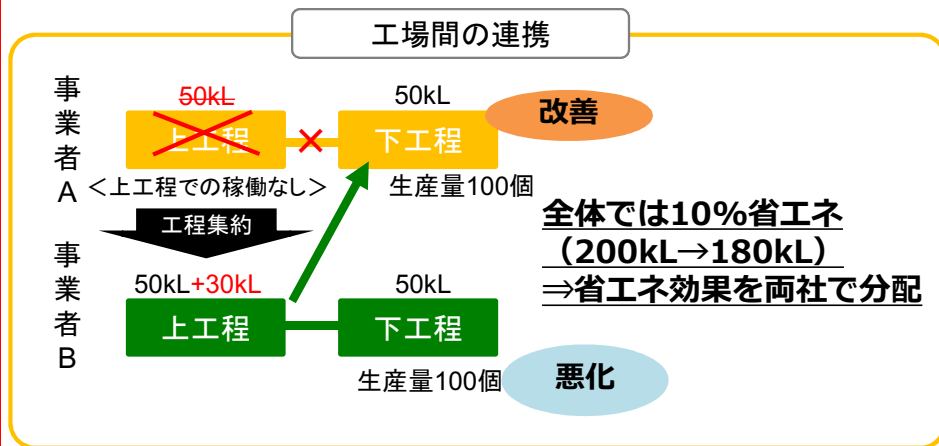 工場間の連携
事業者A
50kL
上工程
50kL
下工程
改善
<上工程での稼働なし>
生産量100個
工程集約
全体では10%省エネ
（200kL→180kL）
⇒省エネ効果を両社で分配
事業者B
50kL+30kL
上工程
50kL
下工程
生産量100個
悪化